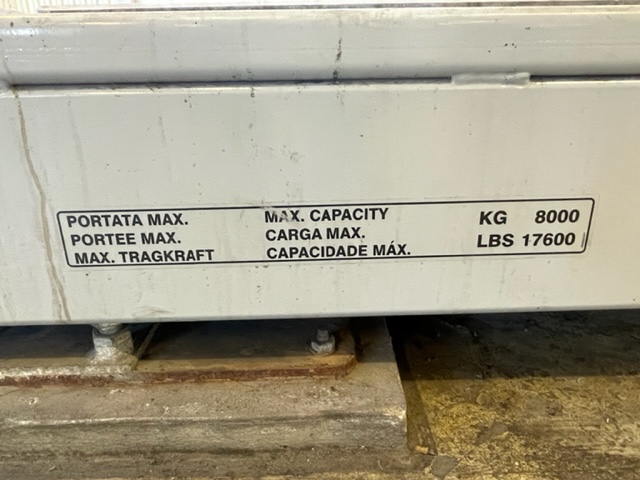 PORTATA MAX. MAX. CAPACITY KG 8000
PORTEE MAX. CARGA MAX. LBS 17600
MAX. TRAGKRAFT CAPACIDADE MÁX.